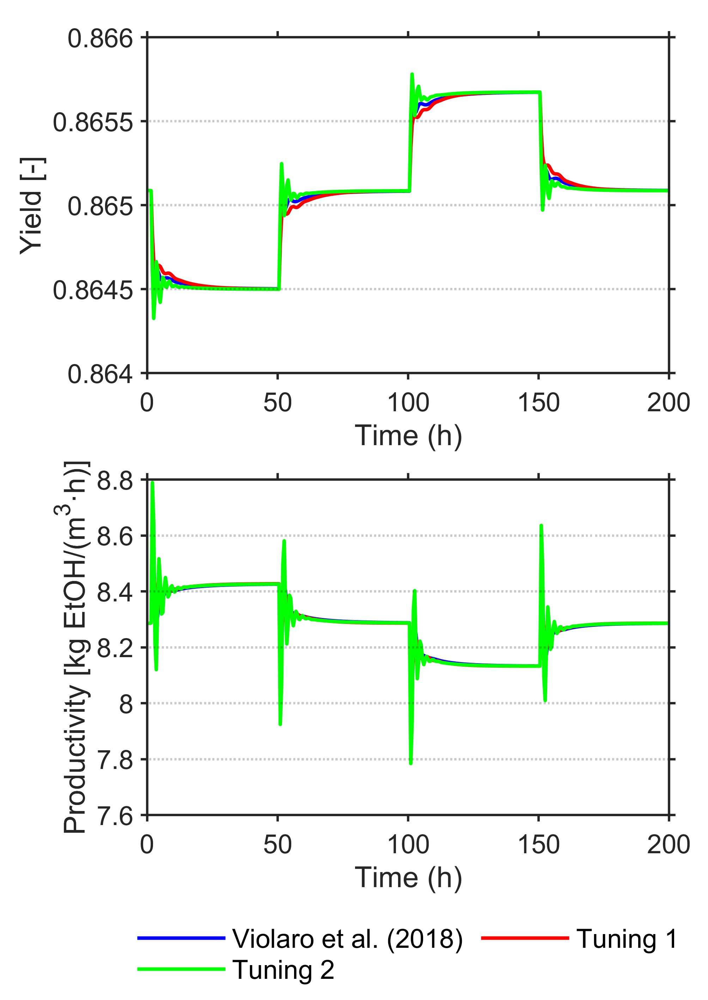 0.866
0.8655
0.865
0.8645
0.864
Yield [-]
0 50 100 150 200
Time (h)
8.8
8.6
8.4
8.2
8
7.8
7.6
Productivity [kg EtOH/(m³·h)]
0 50 100 150 200
Time (h)
Violaro et al. (2018) Tuning 1
Tuning 2